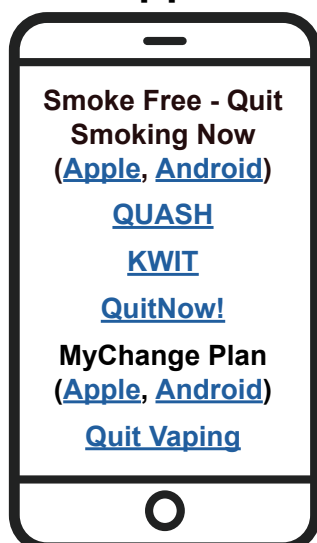 Smoke Free - Quit
Smoking Now
(Apple, Android)
QUASH
KWIT
QuitNow!
MyChange Plan
(Apple, Android)
Quit Vaping